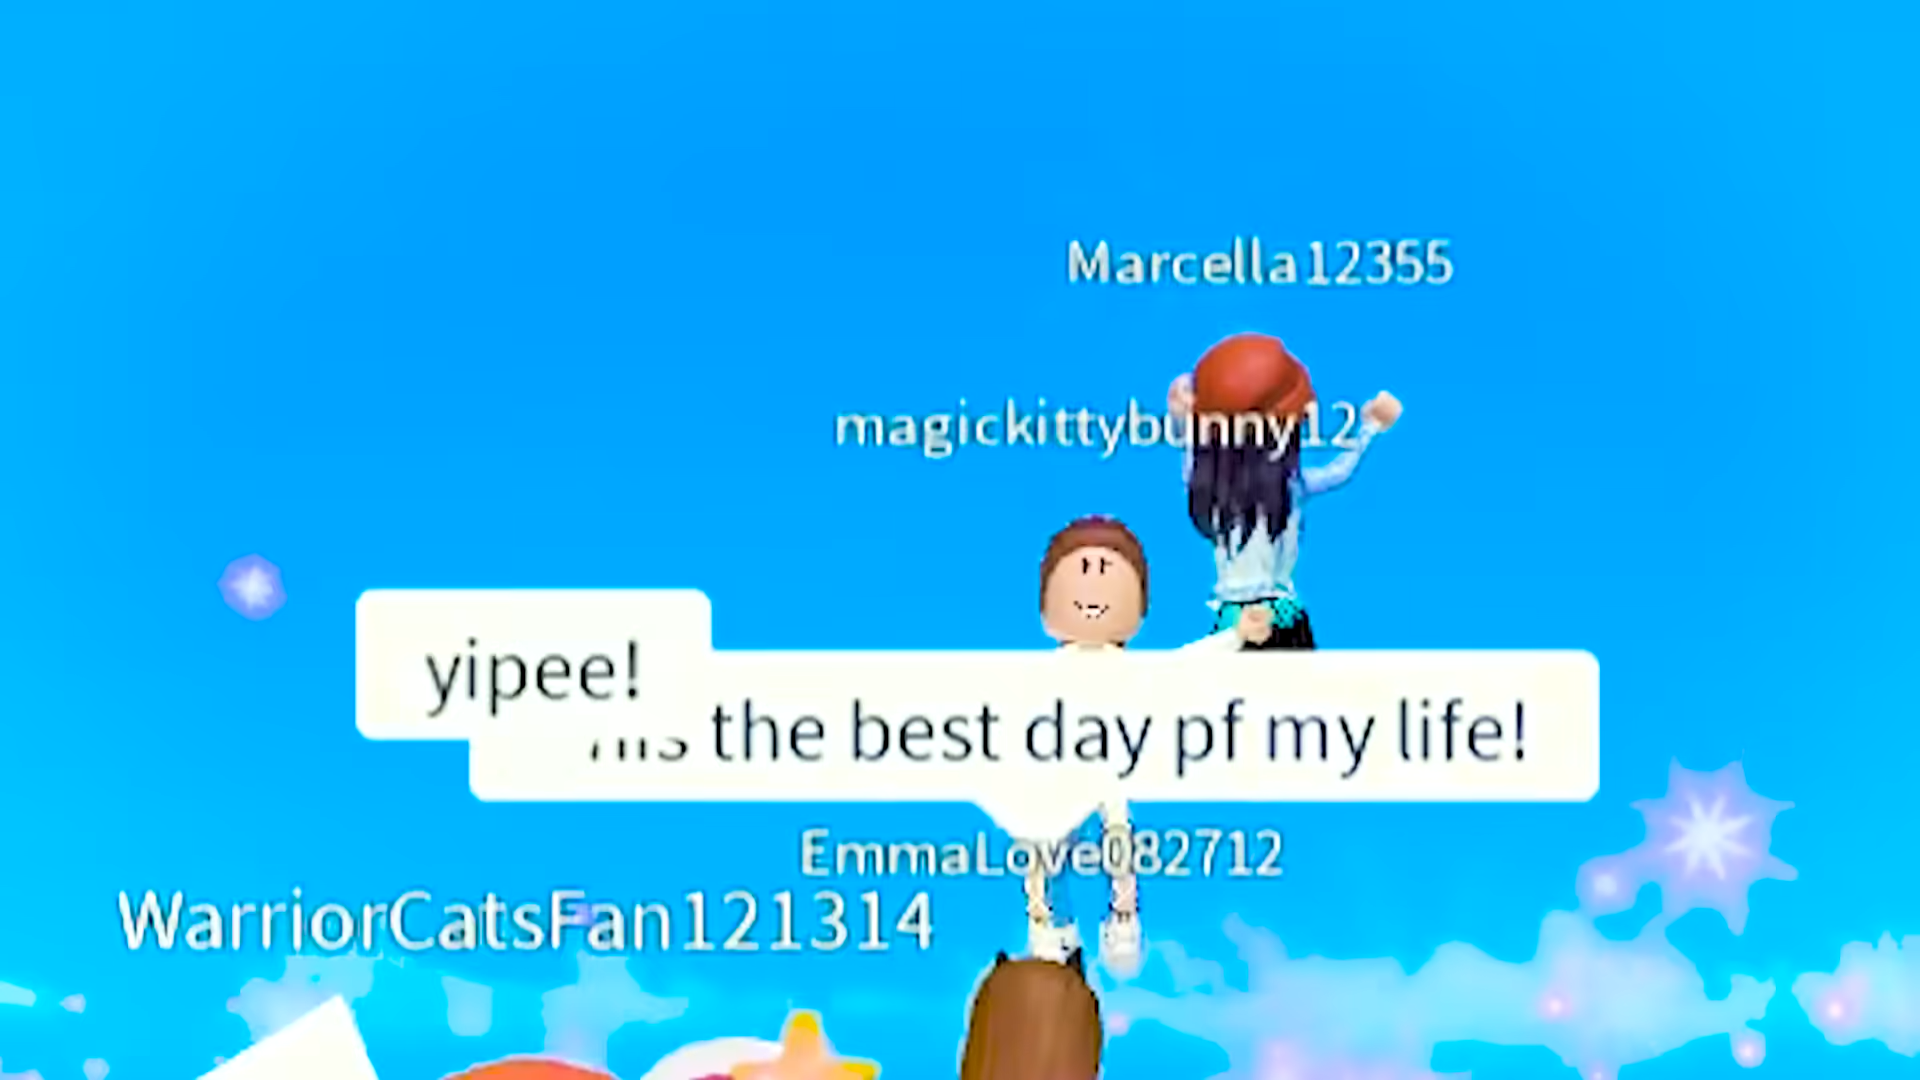 Marcella12355
magickittybunny12
yipee!
the best day pf my life!
EmmaLove082712
WarriorCatsFan121314